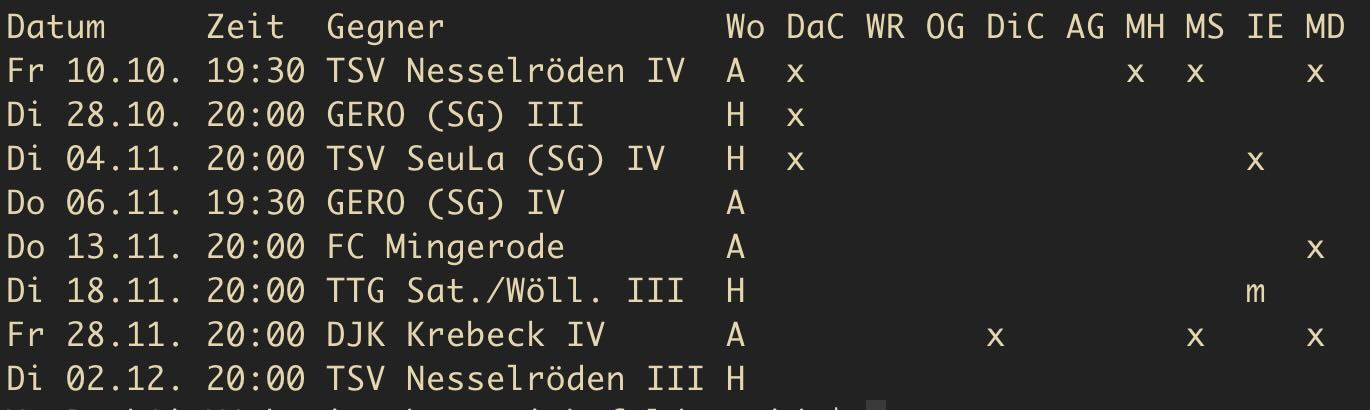 Datum     Zeit  Gegner              Wo DaC WR OG DiC AG MH MS IE MD
Fr 10.10. 19:30 TSV Nesselröden IV  A  x                x  x     x
Di 28.10. 20:00 GERO (SG) III       H  x
Di 04.11. 20:00 TSV SeuLa (SG) IV   H  x                      x
Do 06.11. 19:30 GERO (SG) IV        A
Do 13.11. 20:00 FC Mingerode        A                            x
Di 18.11. 20:00 TTG Sat./Wöll. III  H                         m
Fr 28.11. 20:00 DJK Krebeck IV      A            x         x     x
Di 02.12. 20:00 TSV Nesselröden III H